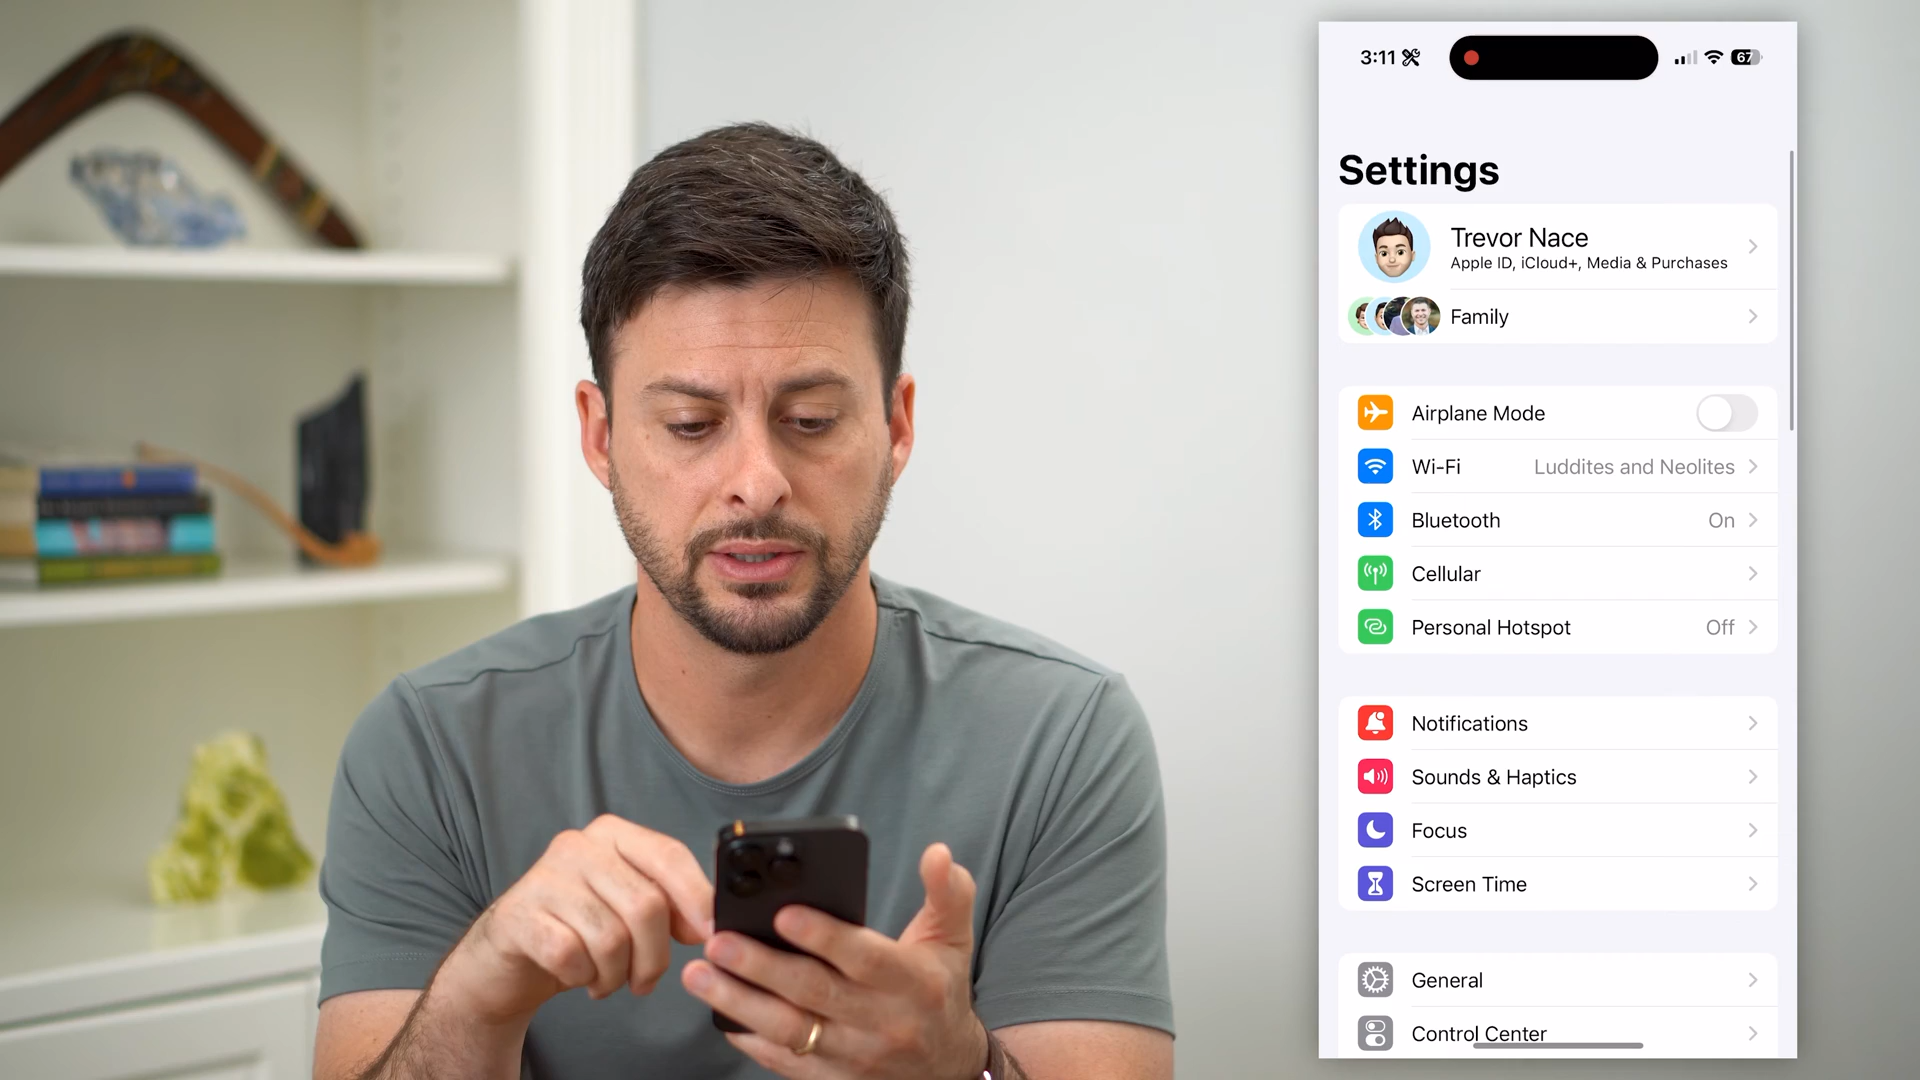 3:11
67
Settings
Trevor Nace
Apple ID, iCloud+, Media & Purchases
Family
Airplane Mode
Wi-Fi Luddites and Neolites
Bluetooth On
Cellular
Personal Hotspot Off
Notifications
Sounds & Haptics
Focus
Screen Time
General
Control Center